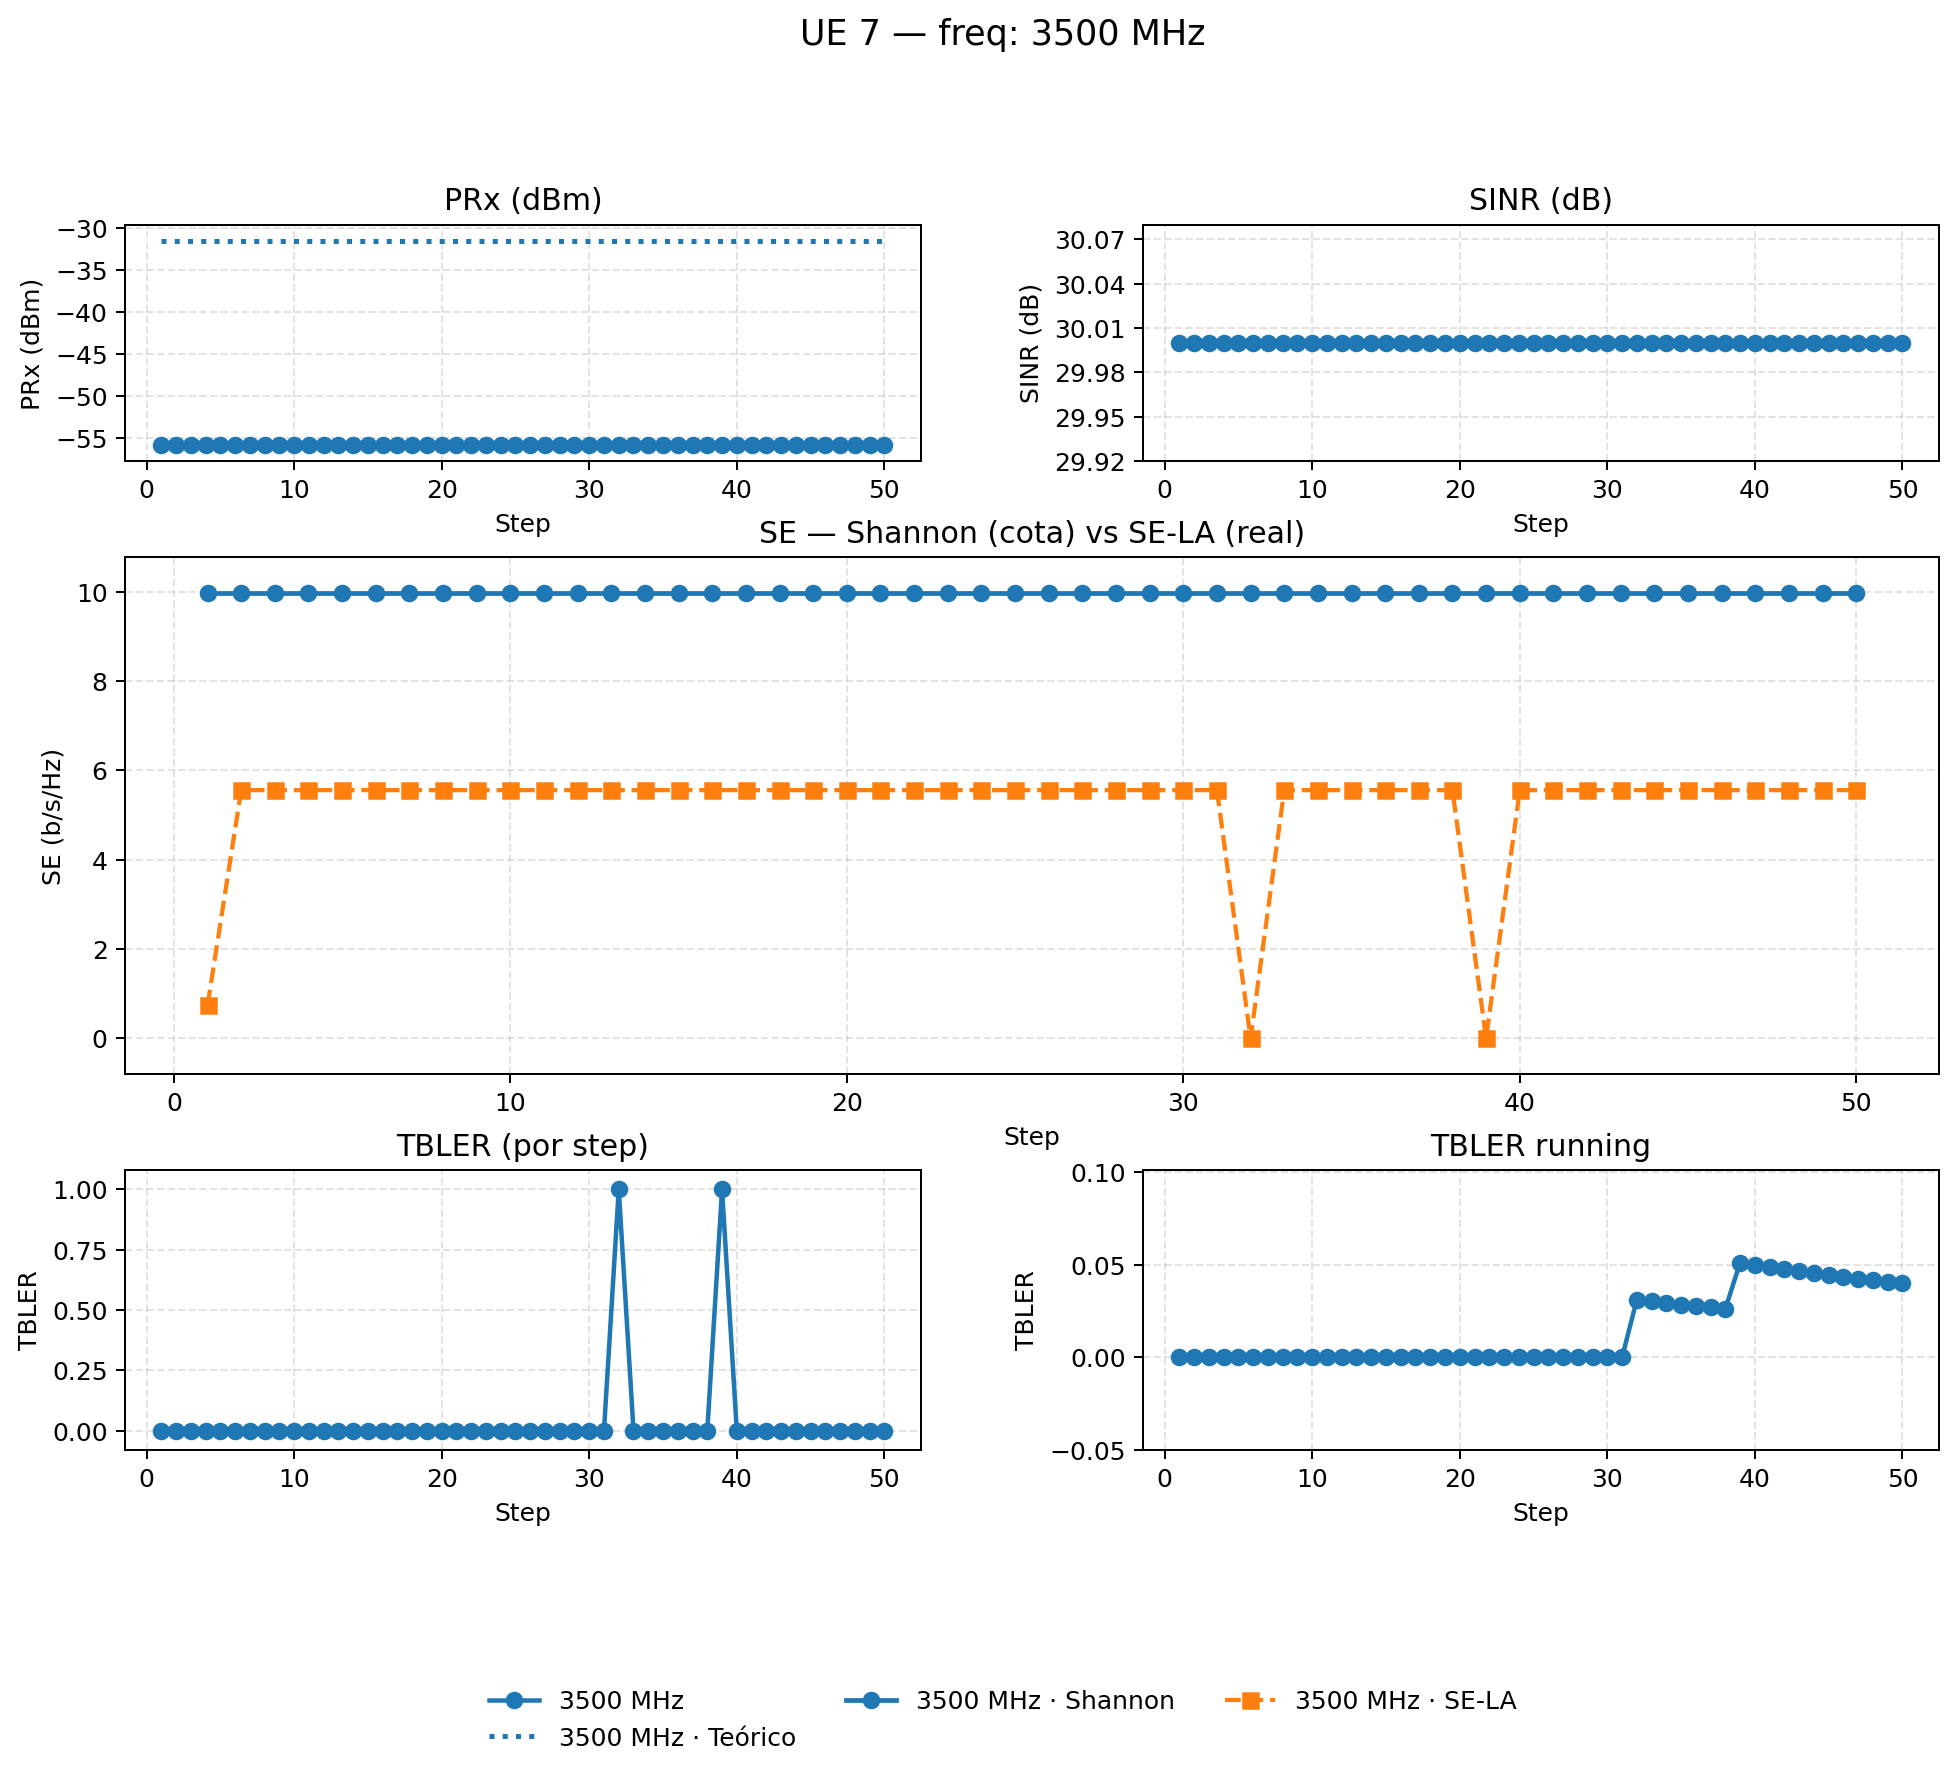 UE 7 — freq: 3500 MHz
PRx (dBm)
PRx (dBm)
−30
−35
−40
−45
−50
−55
0 10 20 30 40 50
Step
SINR (dB)
SINR (dB)
30.07
30.04
30.01
29.98
29.95
29.92
0 10 20 30 40 50
Step
SE — Shannon (cota) vs SE-LA (real)
SE (b/s/Hz)
10
8
6
4
2
0
0 10 20 30 40 50
Step
TBLER (por step)
TBLER
1.00
0.75
0.50
0.25
0.00
0 10 20 30 40 50
Step
TBLER running
TBLER
0.10
0.05
0.00
−0.05
0 10 20 30 40 50
Step
3500 MHz
3500 MHz · Teórico
3500 MHz · Shannon
3500 MHz · SE-LA